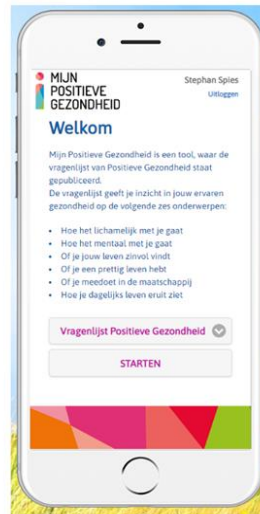 MIJN
POSITIEVE
GEZONDHEID
Stephan Spies
Uitloggen
Welkom
Mijn Positieve Gezondheid is een tool, waar de
vragenlijst van Positieve Gezondheid staat
gepubliceerd.
De vragenlijst geeft je inzicht in jouw ervaren
gezondheid op de volgende zes onderwerpen:
• Hoe het lichamelijk met je gaat
• Hoe het mentaal met je gaat
• Of je jouw leven zinvol vindt
• Of je een prettig leven hebt
• Of je meedoet in de maatschappij
• Hoe je dagelijks leven eruit ziet
Vragenlijst Positieve Gezondheid
STARTEN